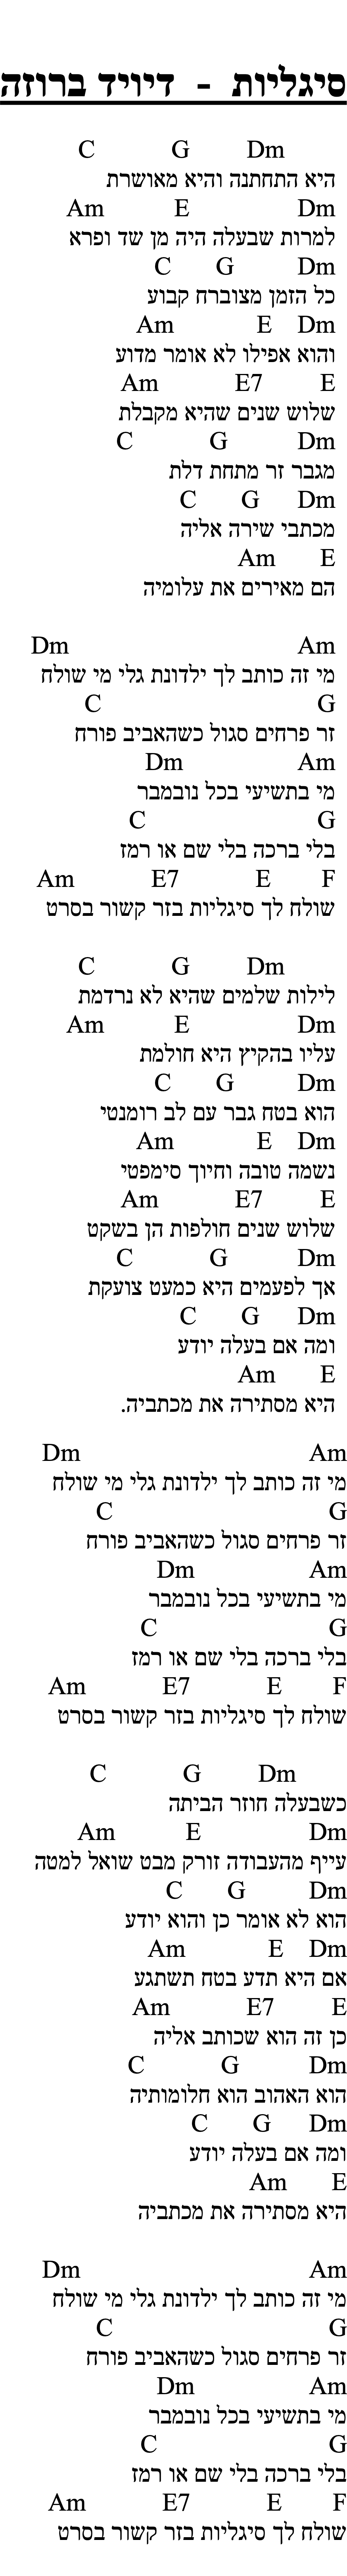 סיגליות - דיויד ברוזה
C G Dm
היא התחתנה והיא מאושרת
Am E Dm
למרות שבעלה היה מן שד ופרא
C G Dm
כל הזמן מצוברח קבוע
Am E Dm
והוא אפילו לא אומר מדוע
Am E7 E
שלוש שנים שהיא מקבלת
C G Dm
מגבר זר מתחת דלת
C G Dm
מכתבי שירה אליה
Am E
הם מאירים את עלומיה
Dm Am
מי זה כותב לך ילדונת גלי מי שולח
C G
זר פרחים סגול כשהאביב פורח
Dm Am
מי בתשיעי בכל נובמבר
C G
בלי ברכה בלי שם או רמז
Am E7 E F
שולח לך סיגליות בזר קשור בסרט
C G Dm
לילות שלמים שהיא לא נרדמת
Am E Dm
עליו בהקיץ היא חולמת
C G Dm
הוא בטח גבר עם לב רומנטי
Am E Dm
נשמה טובה וחיוך סימפטי
Am E7 E
שלוש שנים חולפות הן בשקט
C G Dm
אך לפעמים היא כמעט צועקת
C G Dm
ומה אם בעלה יודע
Am E
היא מסתירה את מכתביה.
Dm Am
מי זה כותב לך ילדונת גלי מי שולח
C G
זר פרחים סגול כשהאביב פורח
Dm Am
מי בתשיעי בכל נובמבר
C G
בלי ברכה בלי שם או רמז
Am E7 E F
שולח לך סיגליות בזר קשור בסרט
C G Dm
כשבעלה חוזר הביתה
Am E Dm
עייף מהעבודה זורק מבט שואל למטה
C G Dm
הוא לא אומר כן והוא יודע
Am E Dm
אם היא תדע בטח תשתגע
Am E7 E
כן זה הוא שכותב אליה
C G Dm
הוא האהוב הוא חלומותיה
C G Dm
ומה אם בעלה יודע
Am E
היא מסתירה את מכתביה
Dm Am
מי זה כותב לך ילדונת גלי מי שולח
C G
זר פרחים סגול כשהאביב פורח
Dm Am
מי בתשיעי בכל נובמבר
C G
בלי ברכה בלי שם או רמז
Am E7 E F
שולח לך סיגליות בזר קשור בסרט